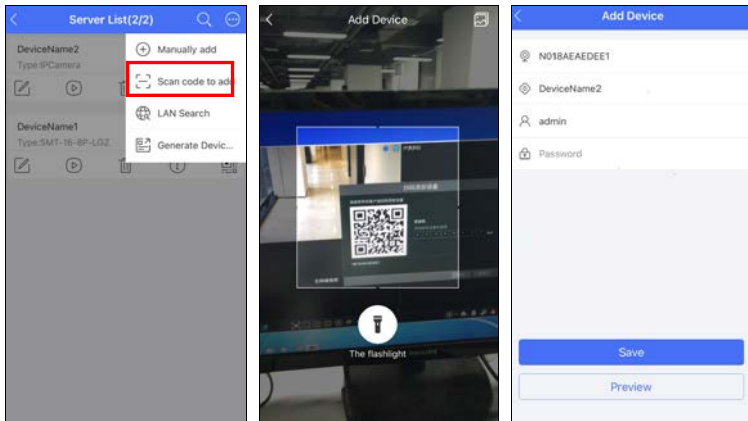 Server List(2/2)
DeviceName2
Type:IPCamera
Manually add
Scan code to add
LAN Search
Generate Devic...
DeviceName1
Type:SMT-16-8P-LGZ
Add Device
The flashlight
Add Device
N018AEAEDEE1
DeviceName2
admin
Password
Save
Preview